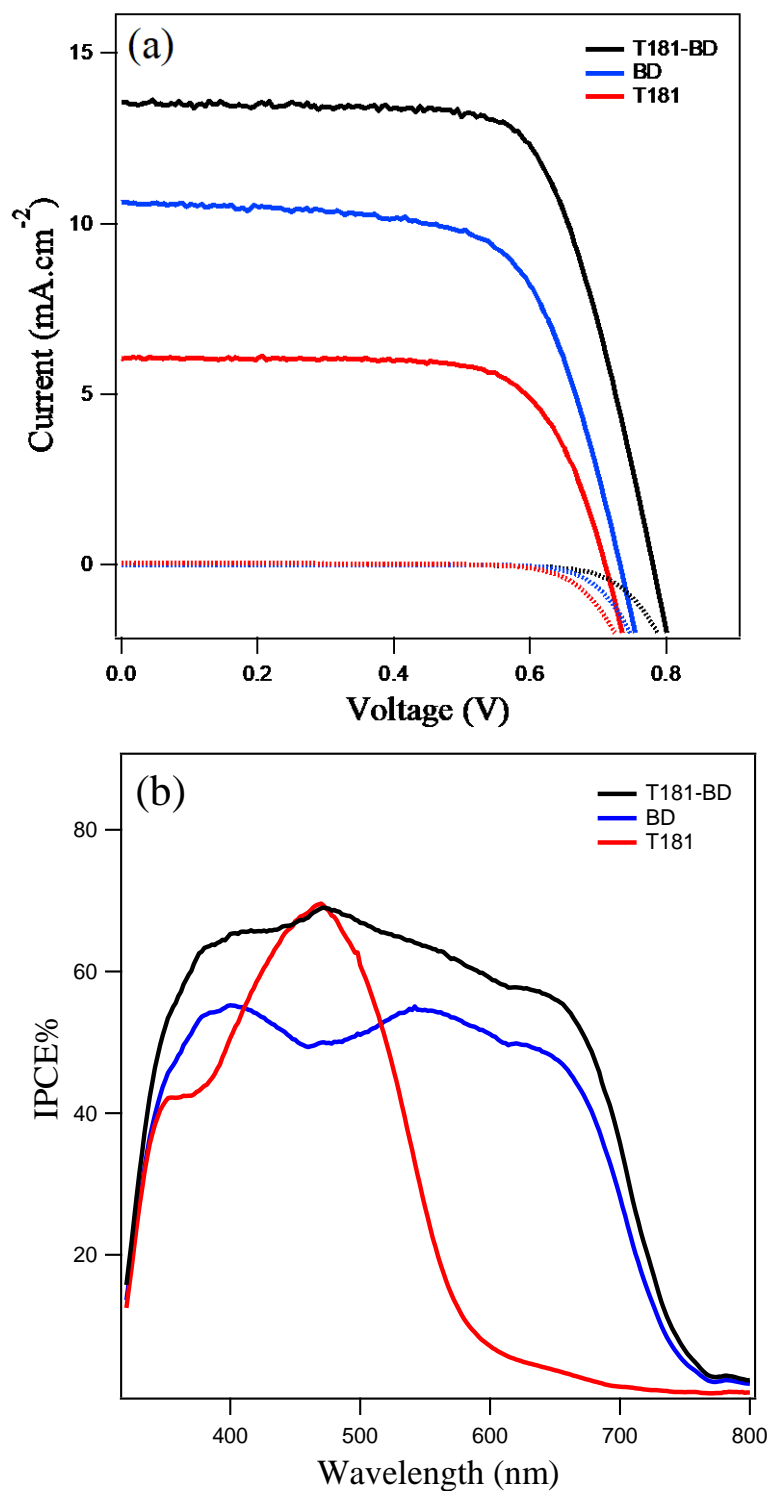 (a)
T181-BD
BD
T181
15
10
5
0
Current (mA.cm-2)
0.0 0.2 0.4 0.6 0.8
Voltage (V)
(b)
T181-BD
BD
T181
80
60
40
20
IPCE%
400 500 600 700 800
Wavelength (nm)